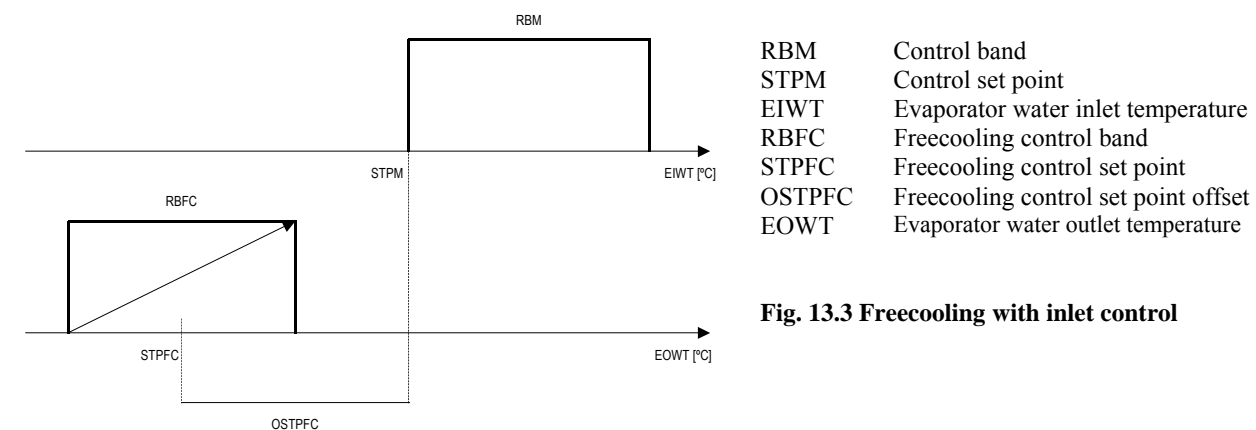 RBM
STPM
EIWT [ºC]
RBFC
STPFC
EOWT [ºC]
OSTPFC
RBM Control band
STPM Control set point
EIWT Evaporator water inlet temperature
RBFC Freecooling control band
STPFC Freecooling control set point
OSTPFC Freecooling control set point offset
EOWT Evaporator water outlet temperature
Fig. 13.3 Freecooling with inlet control